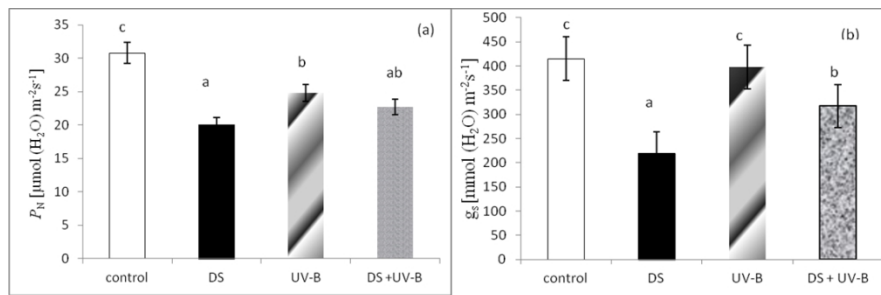 (a)
P_N [µmol (H₂O) m⁻²s⁻¹]
35
30
25
20
15
10
5
0
c
a
b
ab
control DS UV-B DS +UV-B
(b)
g_s [mmol (H₂O) m⁻²s⁻¹]
500
450
400
350
300
250
200
150
100
50
0
c
a
c
b
control DS UV-B DS + UV-B